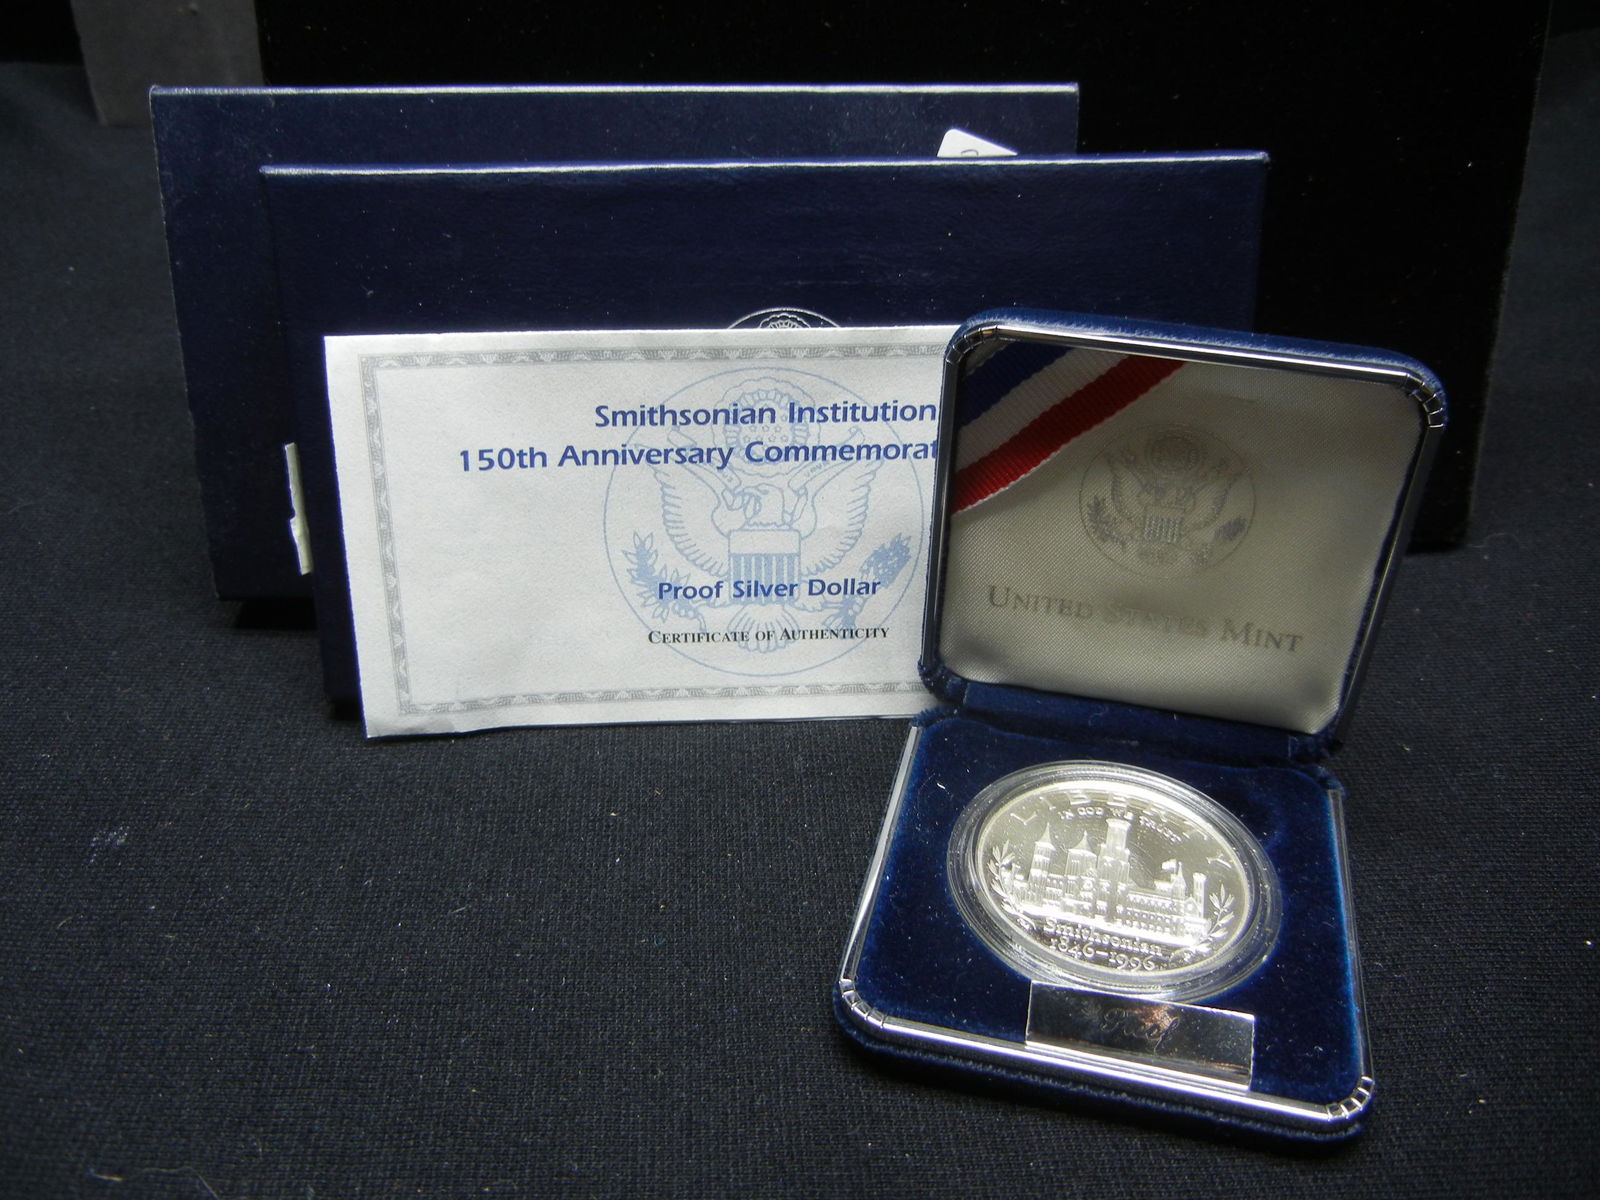 Smithsonian Institution
150th Anniversary Commemorat
Proof Silver Dollar
CERTIFICATE OF AUTHENTICITY
UNITED STATES MINT
LIBERTY
IN GOD WE TRUST
Smithsonian
1846-1996
Proof